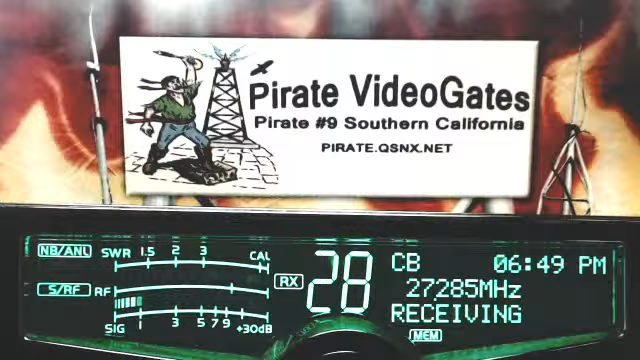 Pirate VideoGates
Pirate #9 Southern California
PIRATE.QSNX.NET
NB/ANL SWR 1.5 2 3 CAL
S/RF RF
SIG 1 3 5 7 9 +30dB
RX 28
CB 06:49 PM
27285MHz
RECEIVING
MEM